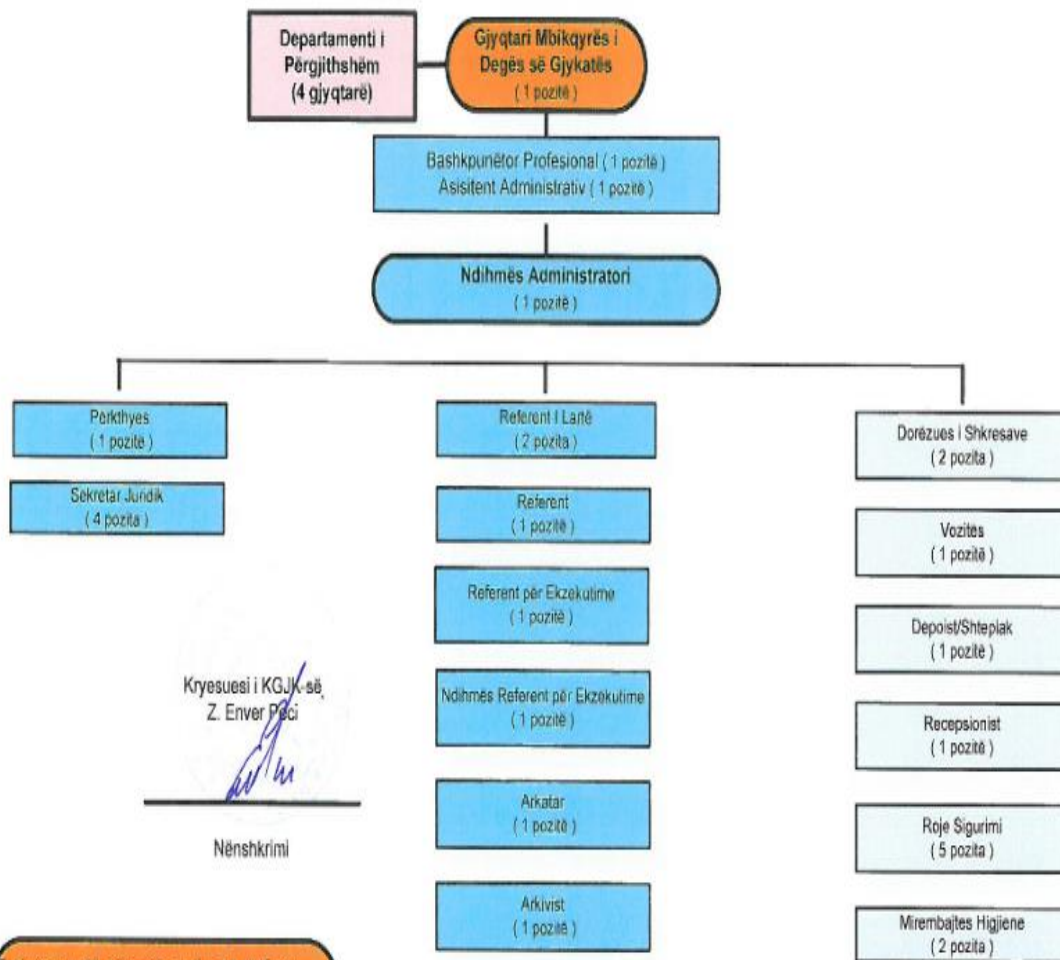 Departamenti i
Përgjithshëm
(4 gjyqtarë)
Gjyqtari Mbikqyrës i
Degës së Gjykatës
( 1 pozitë )
Bashkpunëtor Profesional ( 1 pozitë )
Asisitent Administrativ ( 1 pozitë )
Ndihmës Administratori
( 1 pozitë )
Përkthyes
( 1 pozitë )
Sekretar Juridik
( 4 pozita )
Referent I Lartë
( 2 pozita )
Referent
( 1 pozitë )
Referent për Ekzekutime
( 1 pozitë )
Ndihmës Referent për Ekzekutime
( 1 pozitë )
Arkatar
( 1 pozitë )
Arkivist
( 1 pozitë )
Dorëzues i Shkresave
( 2 pozita )
Vozitës
( 1 pozitë )
Depoist/Shteplak
( 1 pozitë )
Recepsionist
( 1 pozitë )
Roje Sigurimi
( 5 pozita )
Mirembajtes Higjiene
( 2 pozita )
Kryesuesi i KGJK-së,
Z. Enver Peci
Nënshkrimi